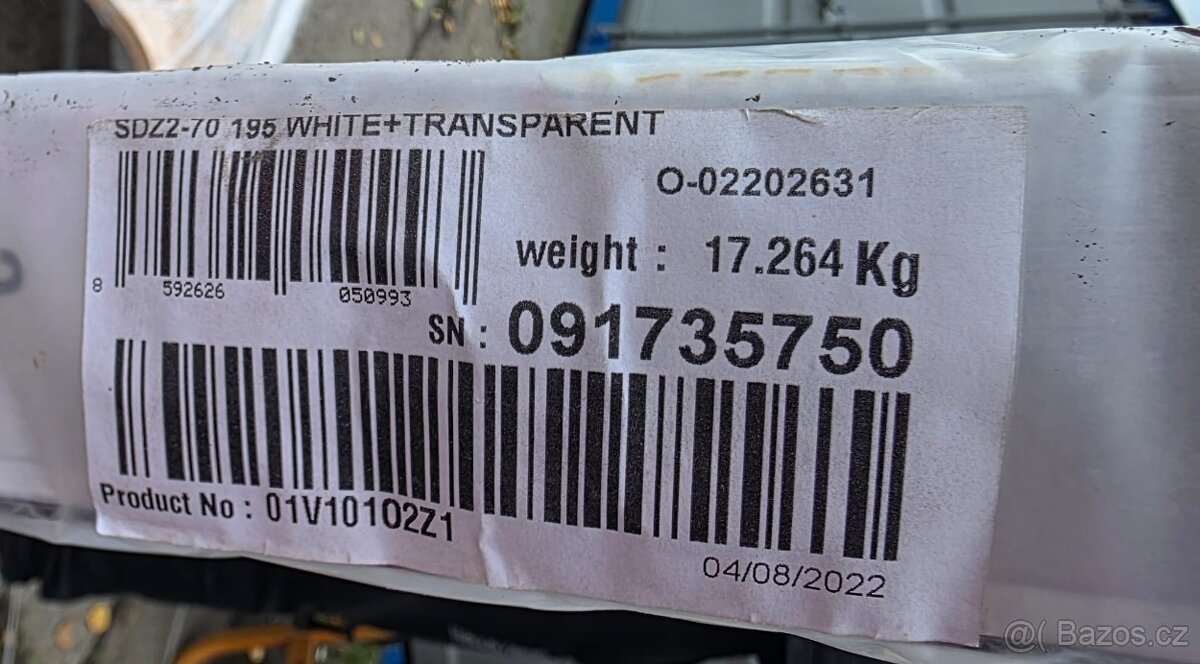 SDZ2-70 195 WHITE+TRANSPARENT
O-02202631
8 592626 050993
weight : 17.264 Kg
SN : 091735750
Product No : 01V10102Z1
04/08/2022
@( Bazos.cz